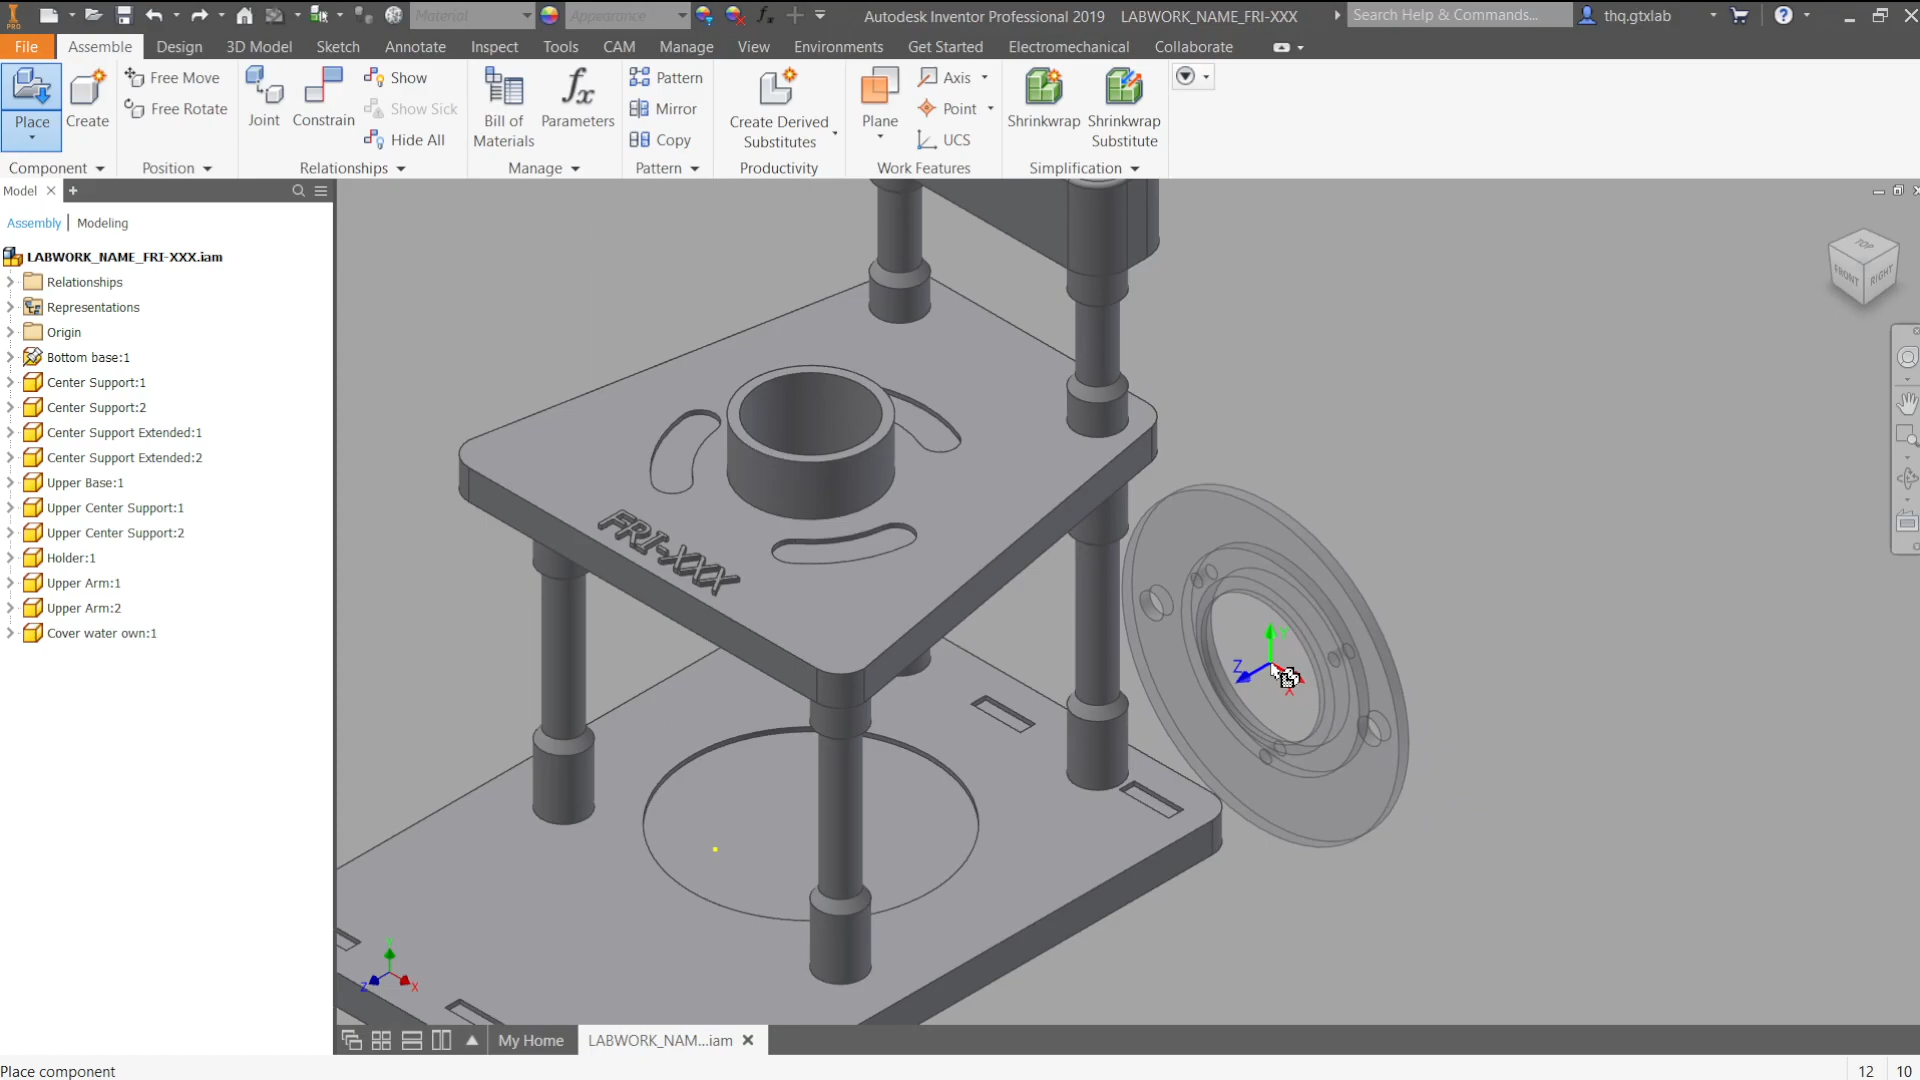 PRO
Material
Appearance
Autodesk Inventor Professional 2019 LABWORK_NAME_FRI-XXX
Search Help & Commands...
thq.gtxlab
File Assemble Design 3D Model Sketch Annotate Inspect Tools CAM Manage View Environments Get Started Electromechanical Collaborate
Place
Create
Free Move
Free Rotate
Joint
Constrain
Show
Show Sick
Hide All
Bill of
Materials
Parameters
Pattern
Mirror
Copy
Create Derived
Substitutes
Plane
Axis
Point
UCS
Shrinkwrap
Shrinkwrap
Substitute
Component Position Relationships Manage Pattern Productivity Work Features Simplification
Model
Assembly | Modeling
LABWORK_NAME_FRI-XXX.iam
Relationships
Representations
Origin
Bottom base:1
Center Support:1
Center Support:2
Center Support Extended:1
Center Support Extended:2
Upper Base:1
Upper Center Support:1
Upper Center Support:2
Holder:1
Upper Arm:1
Upper Arm:2
Cover water own:1
TOP
FRONT
RIGHT
FRI-XXX
Y
Z
X
Y
Z
X
My Home
LABWORK_NAM...iam
Place component
12 10